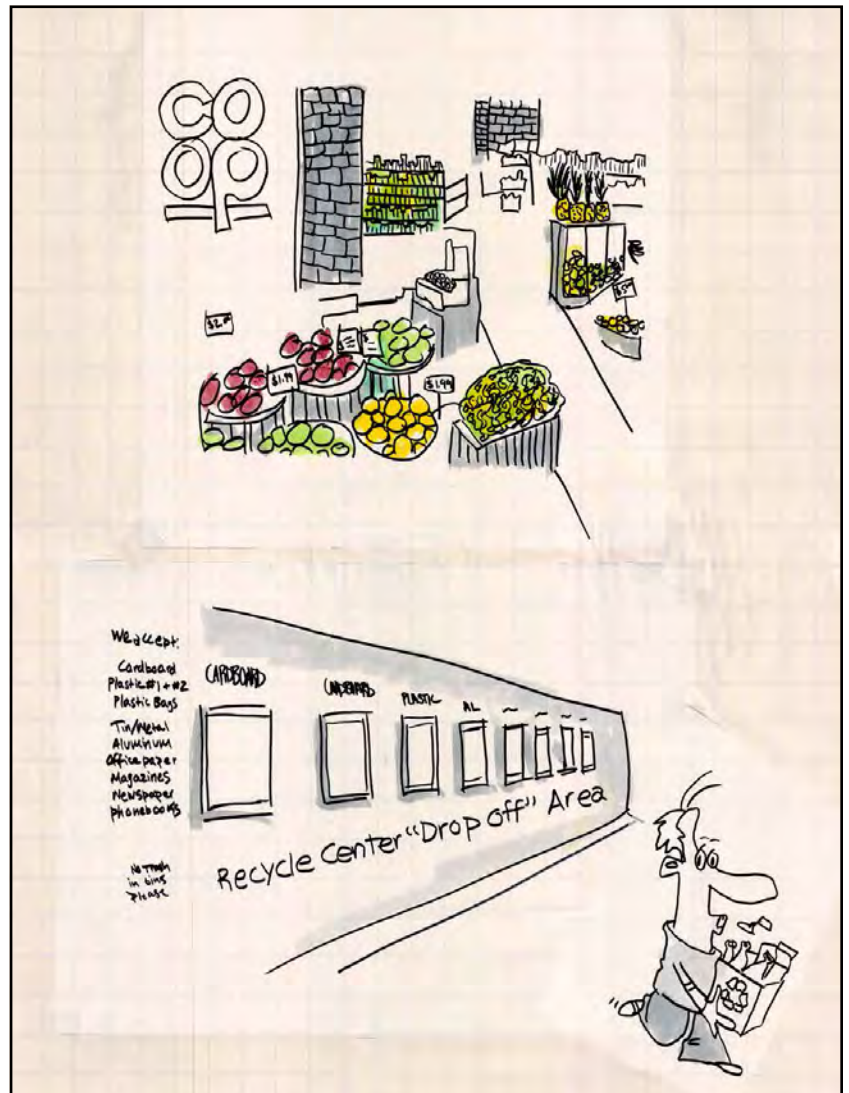 CO
OP
$1.99
$1.99
We accept:
Cardboard
Plastic #1 + #2
Plastic Bags
Tin/Metal
Aluminum
Office paper
Magazines
Newspaper
phonebooks
No Trash
in bins
please
CARDBOARD
CARDBOARD
PLASTIC
AL
Recycle Center "Drop off" Area